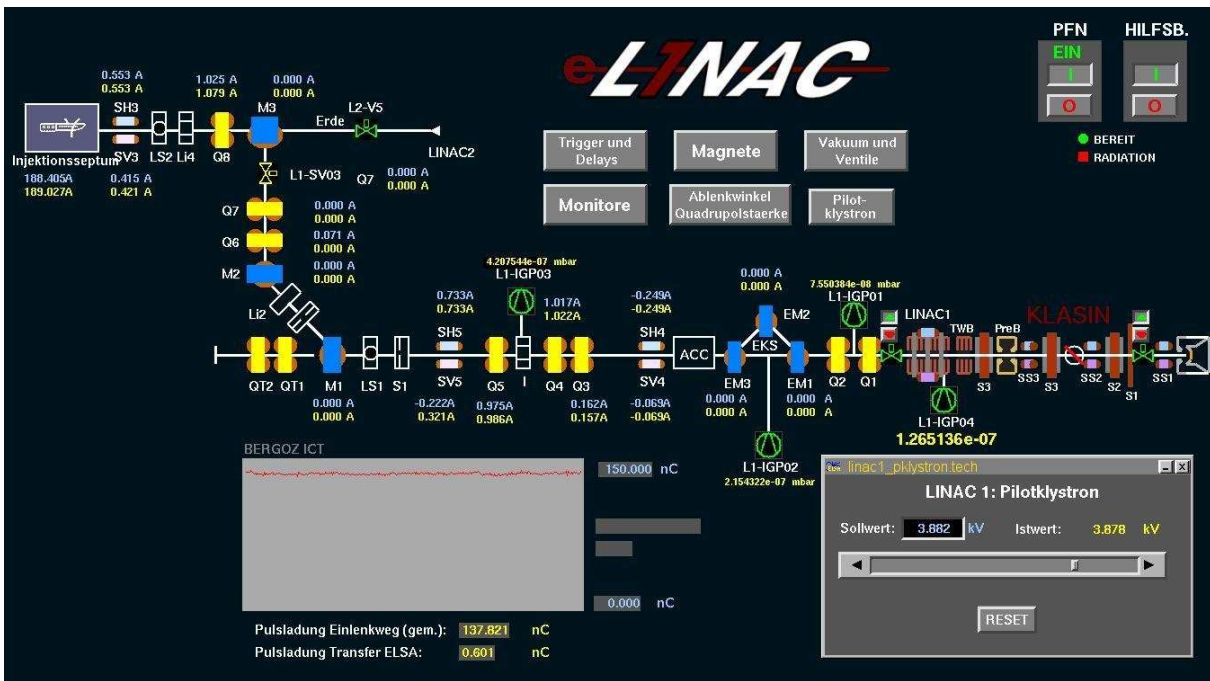 eL1NAC
PFN
HILFSB.
EIN
I
I
O
O
BEREIT
RADIATION
0.553 A
0.553 A
1.025 A
1.079 A
0.000 A
0.000 A
SH3
M3
L2-V5
Erde
LINAC2
Injektionsseptum
SV3
LS2
Li4
Q8
188.405A
189.027A
0.415 A
0.421 A
L1-SV03
Q7
0.000 A
0.000 A
Trigger und
Delays
Magnete
Vakuum und
Ventile
Monitore
Ablenkwinkel
Quadrupolstaerke
Pilot-
klystron
Q7
0.000 A
0.000 A
Q6
0.071 A
0.000 A
M2
0.000 A
0.000 A
Li2
4.207544e-07 mbar
L1-IGP03
0.733A
0.733A
SH5
1.017A
1.022A
-0.249A
-0.249A
SH4
0.000 A
0.000 A
EM2
7.550384e-08 mbar
L1-IGP01
LINAC1
TWB
PreB
KLASIN
ACC
EKS
QT2
QT1
M1
LS1
S1
SV5
Q5
I
Q4
Q3
SV4
EM3
EM1
Q2
Q1
S3
SS3
S3
SS2
S2
S1
SS1
0.000 A
0.000 A
-0.222A
0.321A
0.975A
0.986A
0.162A
0.157A
-0.069A
-0.069A
0.000 A
0.000 A
0.000 A
0.000 A
L1-IGP04
1.265136e-07
L1-IGP02
2.154322e-07 mbar
BERGOZ ICT
150.000 nC
0.000 nC
Pulsladung Einlenkweg (gem.): 137.821 nC
Pulsladung Transfer ELSA: 0.601 nC
linac1_pklystron.tech
LINAC 1: Pilotklystron
Sollwert: 3.882 kV Istwert: 3.878 kV
RESET